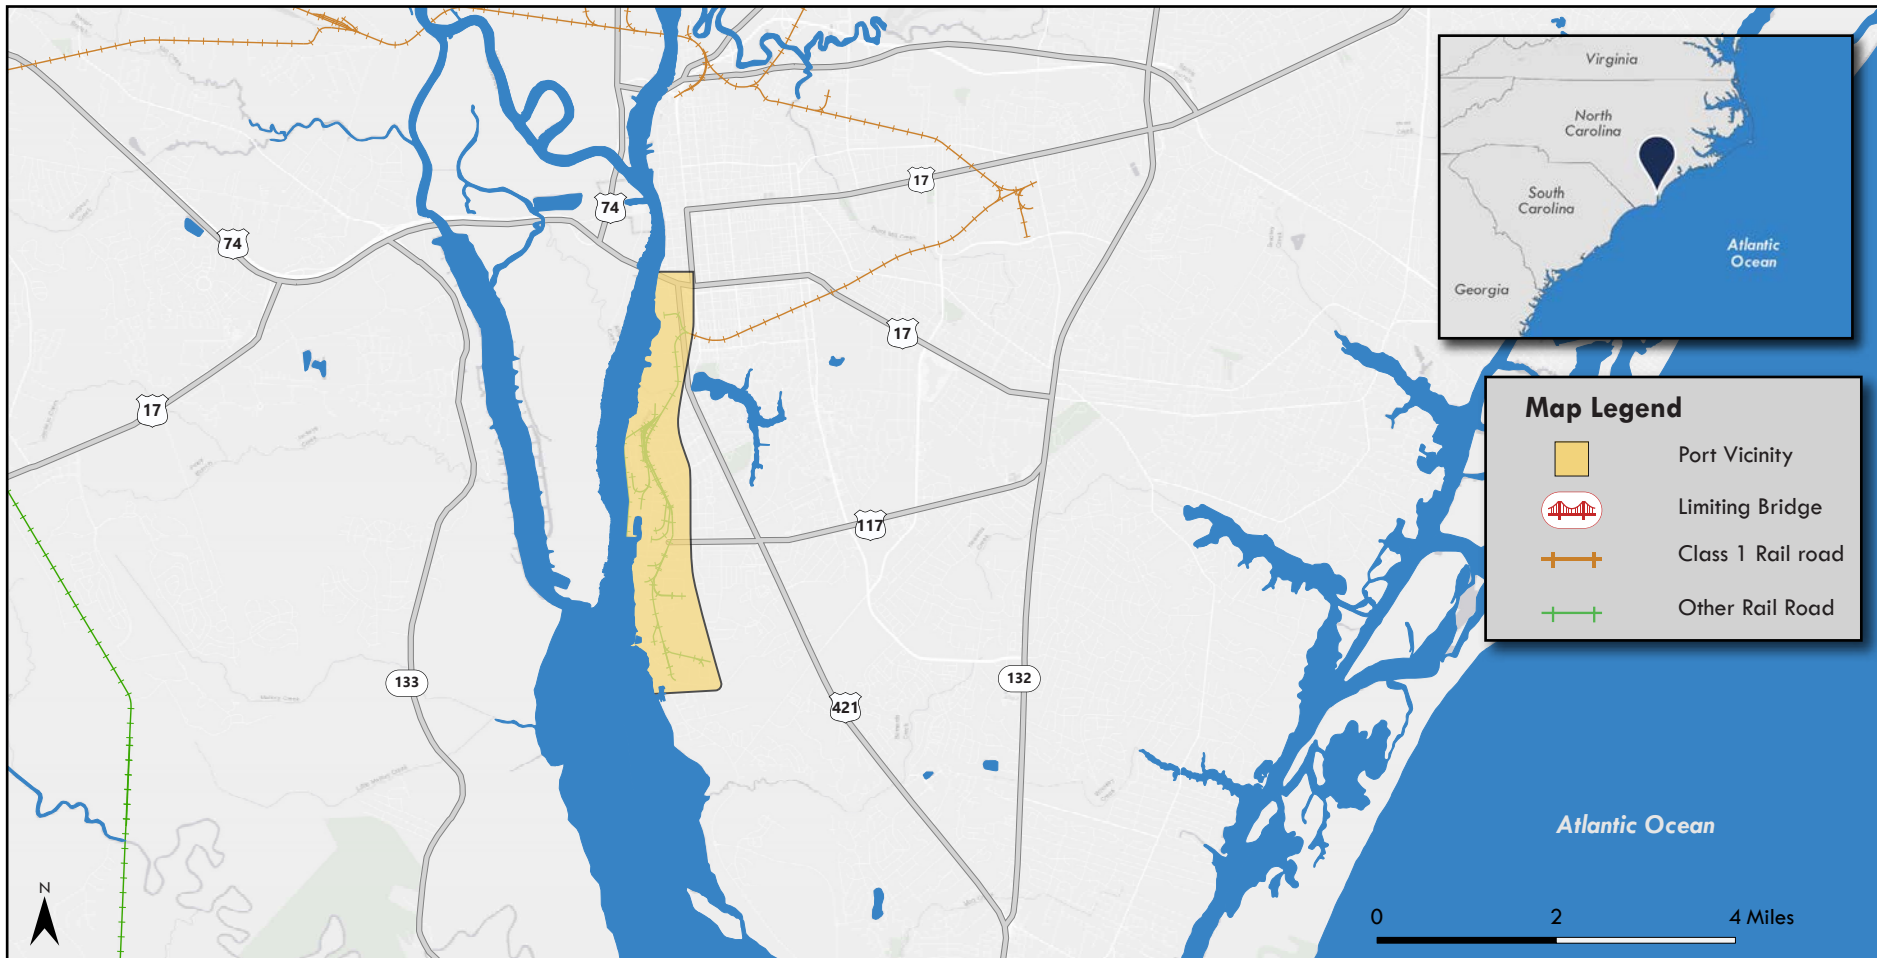 Virginia
North
Carolina
South
Carolina
Georgia
Atlantic
Ocean
Map Legend
Port Vicinity
Limiting Bridge
Class 1 Rail road
Other Rail Road
17
74
74
17
17
117
133
132
421
Atlantic Ocean
N
0
2
4 Miles